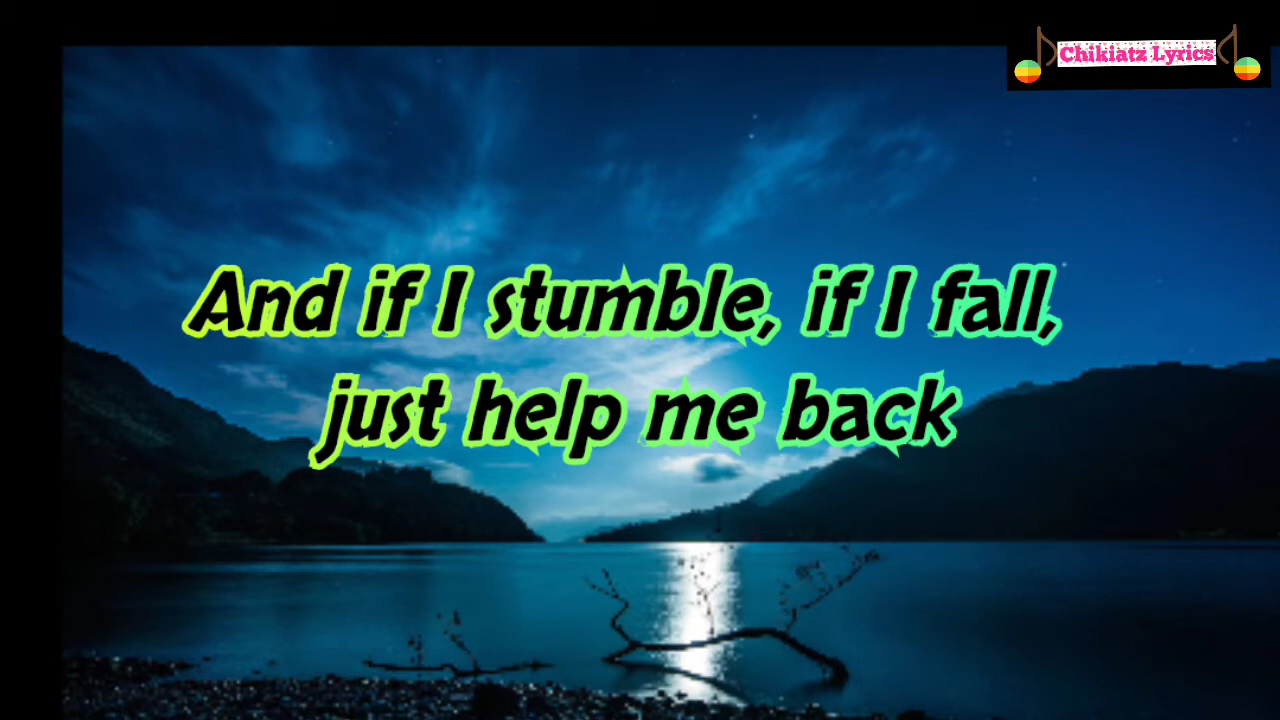 Chikiatz Lyrics
And if I stumble, if I fall,
just help me back